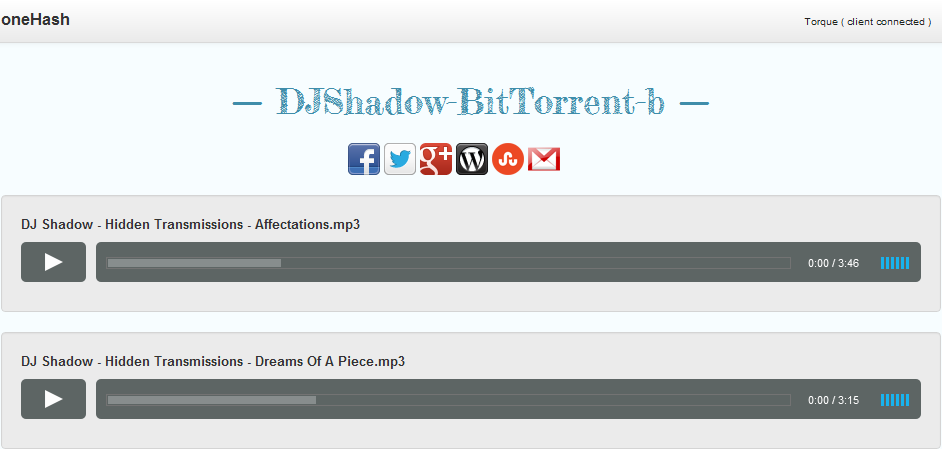 oneHash
Torque ( client connected )
— DJShadow-BitTorrent-b —
DJ Shadow - Hidden Transmissions - Affectations.mp3
0:00 / 3:46
DJ Shadow - Hidden Transmissions - Dreams Of A Piece.mp3
0:00 / 3:15